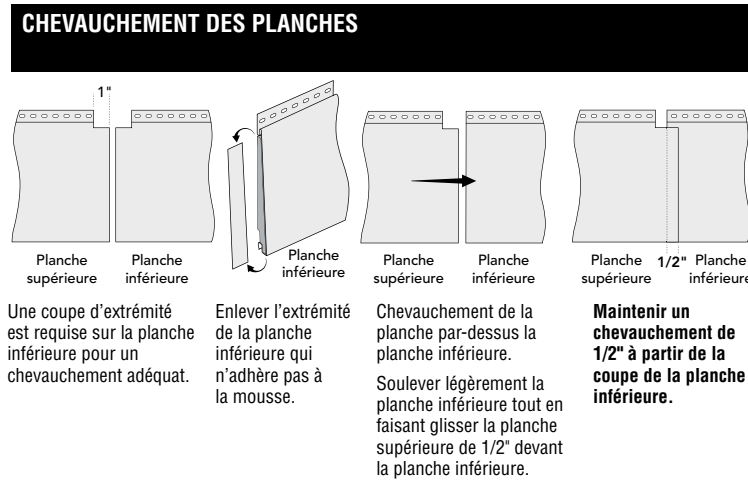 CHEVAUCHEMENT DES PLANCHES
1"
Planche
supérieure
Planche
inférieure
Planche
inférieure
Planche
supérieure
Planche
inférieure
Planche
supérieure
1/2"
Planche
inférieure
Une coupe d'extrémité
est requise sur la planche
inférieure pour un
chevauchement adéquat.
Enlever l'extrémité
de la planche
inférieure qui
n'adhère pas à
la mousse.
Chevauchement de la
planche par-dessus la
planche inférieure.
Soulever légèrement la
planche inférieure tout en
faisant glisser la planche
supérieure de 1/2" devant
la planche inférieure.
Maintenir un
chevauchement de
1/2" à partir de la
coupe de la planche
inférieure.